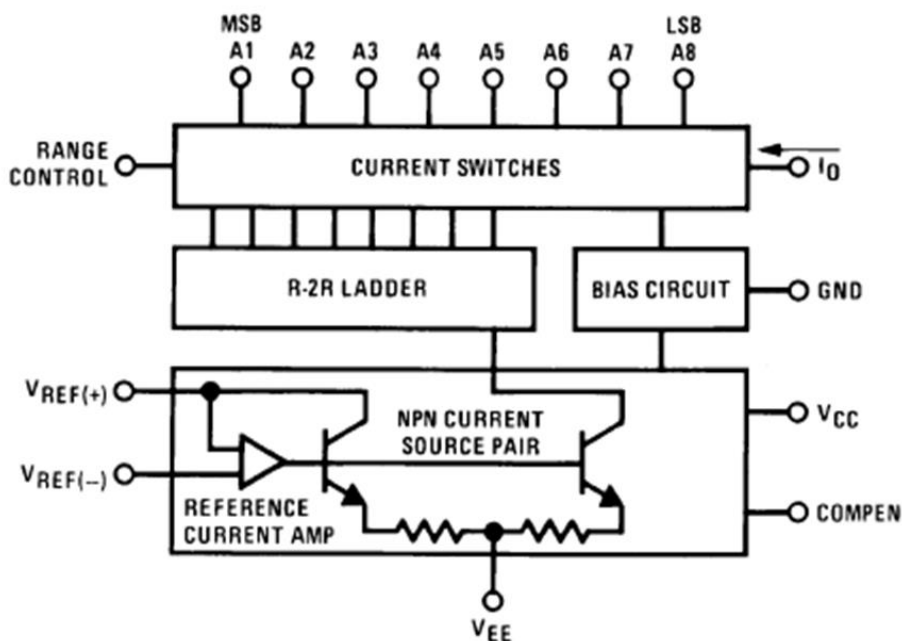 MSB
LSB
A1 A2 A3 A4 A5 A6 A7 A8
RANGE
CONTROL
CURRENT SWITCHES
IO
R-2R LADDER
BIAS CIRCUIT
GND
VREF(+)
NPN CURRENT
SOURCE PAIR
VCC
VREF(–)
REFERENCE
CURRENT AMP
COMPEN
VEE